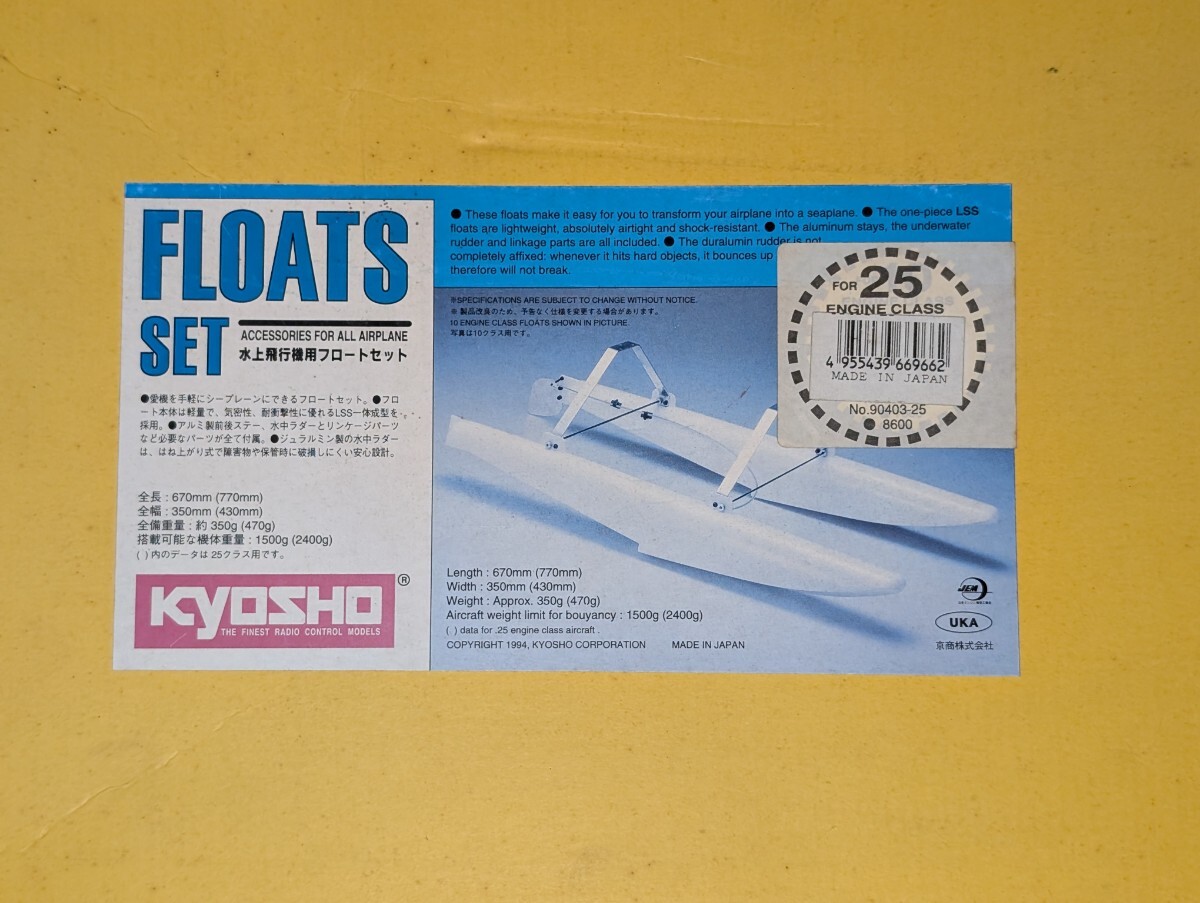 FLOATS
SET
ACCESSORIES FOR ALL AIRPLANE
水上飛行機用フロートセット
●愛機を手軽にシープレーンにできるフロートセット。●フロ
ート本体は軽量で、気密性、耐衝撃性に優れるLSS一体成型を
採用。●アルミ製前後ステー、水中ラダーとリンケージパーツ
など必要なパーツが全て付属。●ジュラルミン製の水中ラダー
は、はね上がり式で障害物や保管時に破損しにくい安心設計。
全長:670mm (770mm)
全幅:350mm (430mm)
全備重量:約 350g (470g)
搭載可能な機体重量:1500g (2400g)
( )内のデータは 25クラス用です。
KYOSHO®
THE FINEST RADIO CONTROL MODELS
● These floats make it easy for you to transform your airplane into a seaplane. ● The one-piece LSS
floats are lightweight, absolutely airtight and shock-resistant. ● The aluminum stays, the underwater
rudder and linkage parts are all included. ● The duralumin rudder is not
completely affixed: whenever it hits hard objects, it bounces up
therefore will not break.
※SPECIFICATIONS ARE SUBJECT TO CHANGE WITHOUT NOTICE.
※ 製品改良のため、予告なく仕様を変更する場合があります。
10 ENGINE CLASS FLOATS SHOWN IN PICTURE
写真は10クラス用です。
FOR 25
ENGINE CLASS
4 955439 669662
MADE IN JAPAN
No.90403-25
8600
Length : 670mm (770mm)
Width : 350mm (430mm)
Weight : Approx. 350g (470g)
Aircraft weight limit for bouyancy : 1500g (2400g)
( ) data for .25 engine class aircraft .
COPYRIGHT 1994, KYOSHO CORPORATION MADE IN JAPAN
JEM
UKA
京商株式会社